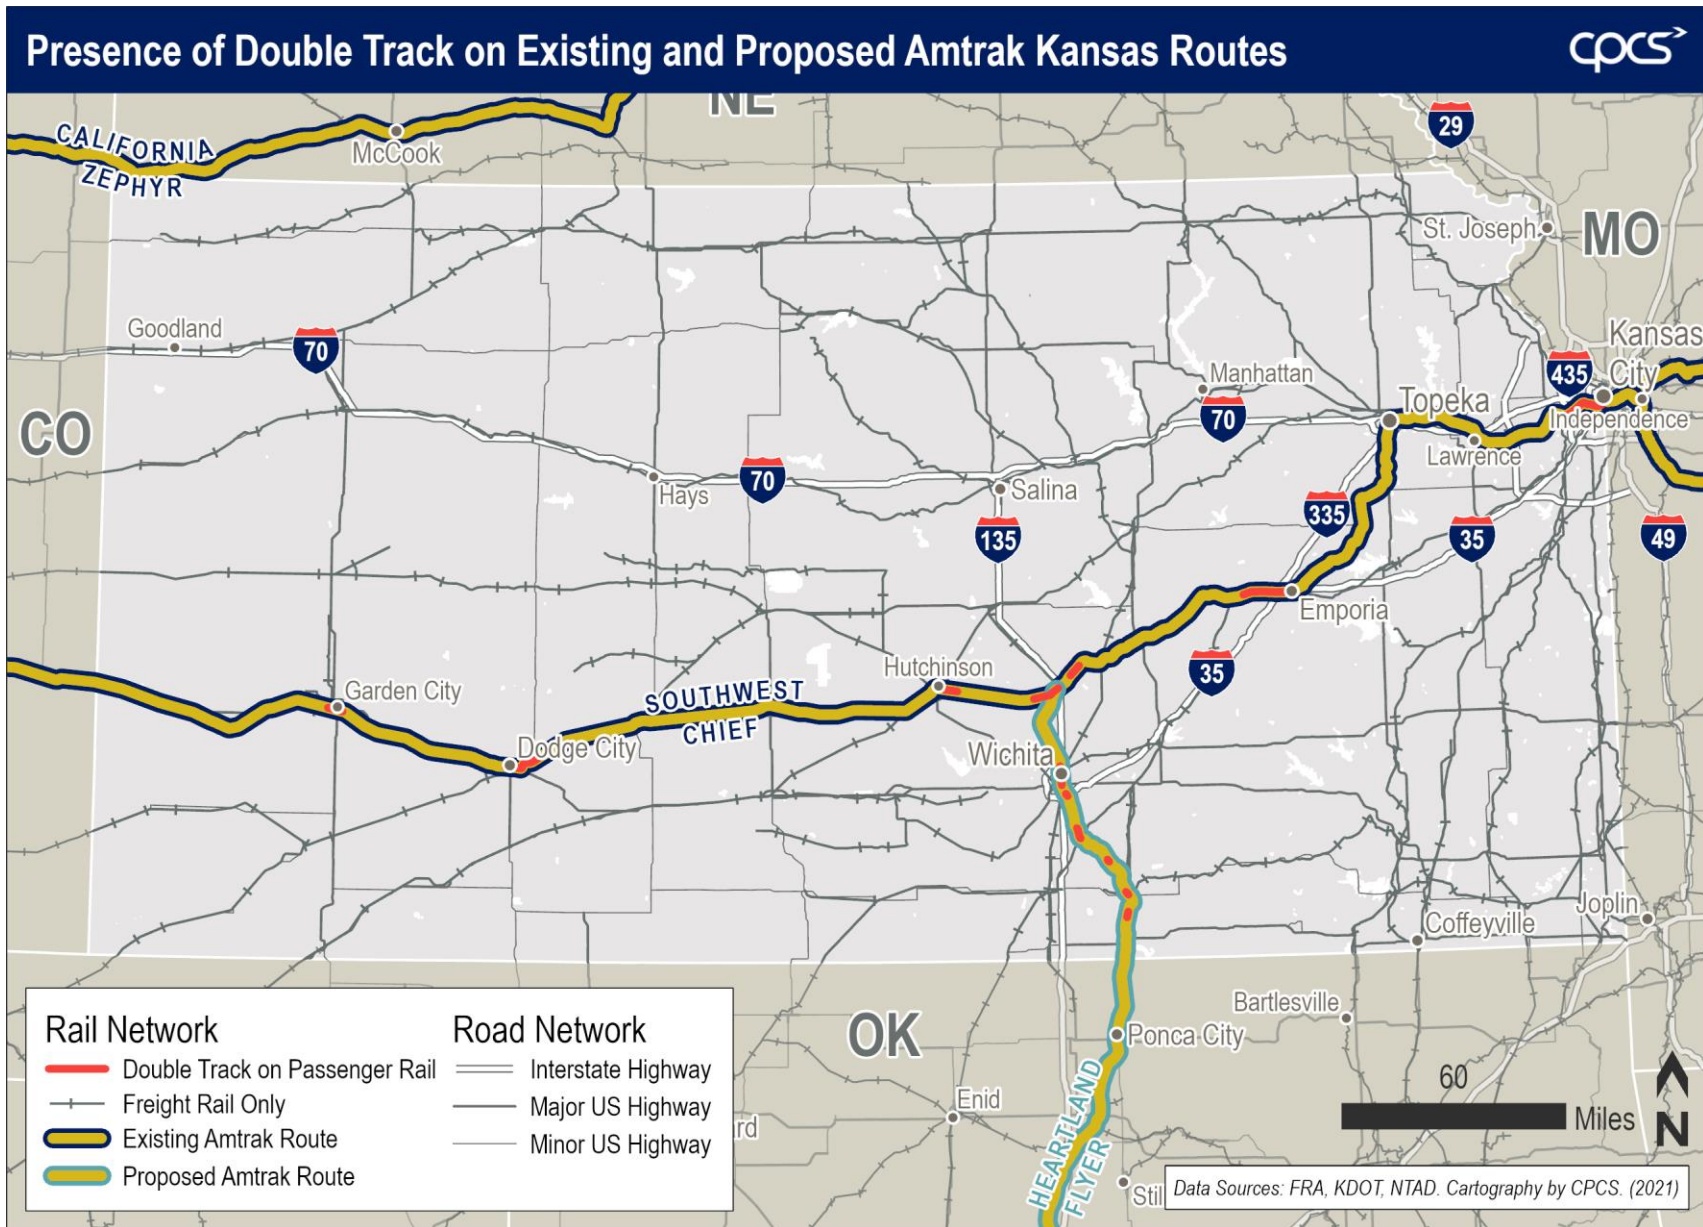 Presence of Double Track on Existing and Proposed Amtrak Kansas Routes
cpcs
NE
29
CALIFORNIA
ZEPHYR
McCook
St. Joseph
MO
Goodland
70
Kansas
City
435
Manhattan
CO
Topeka
70
Independence
Lawrence
Hays
70
Salina
335
135
35
49
Emporia
Hutchinson
35
Garden City
SOUTHWEST
CHIEF
Dodge City
Wichita
Joplin
Coffeyville
Bartlesville
OK
Ponca City
Enid
HEARTLAND
FLYER
Stil
rd
Rail Network
Double Track on Passenger Rail
Freight Rail Only
Existing Amtrak Route
Proposed Amtrak Route
Road Network
Interstate Highway
Major US Highway
Minor US Highway
60
Miles
N
Data Sources: FRA, KDOT, NTAD. Cartography by CPCS. (2021)